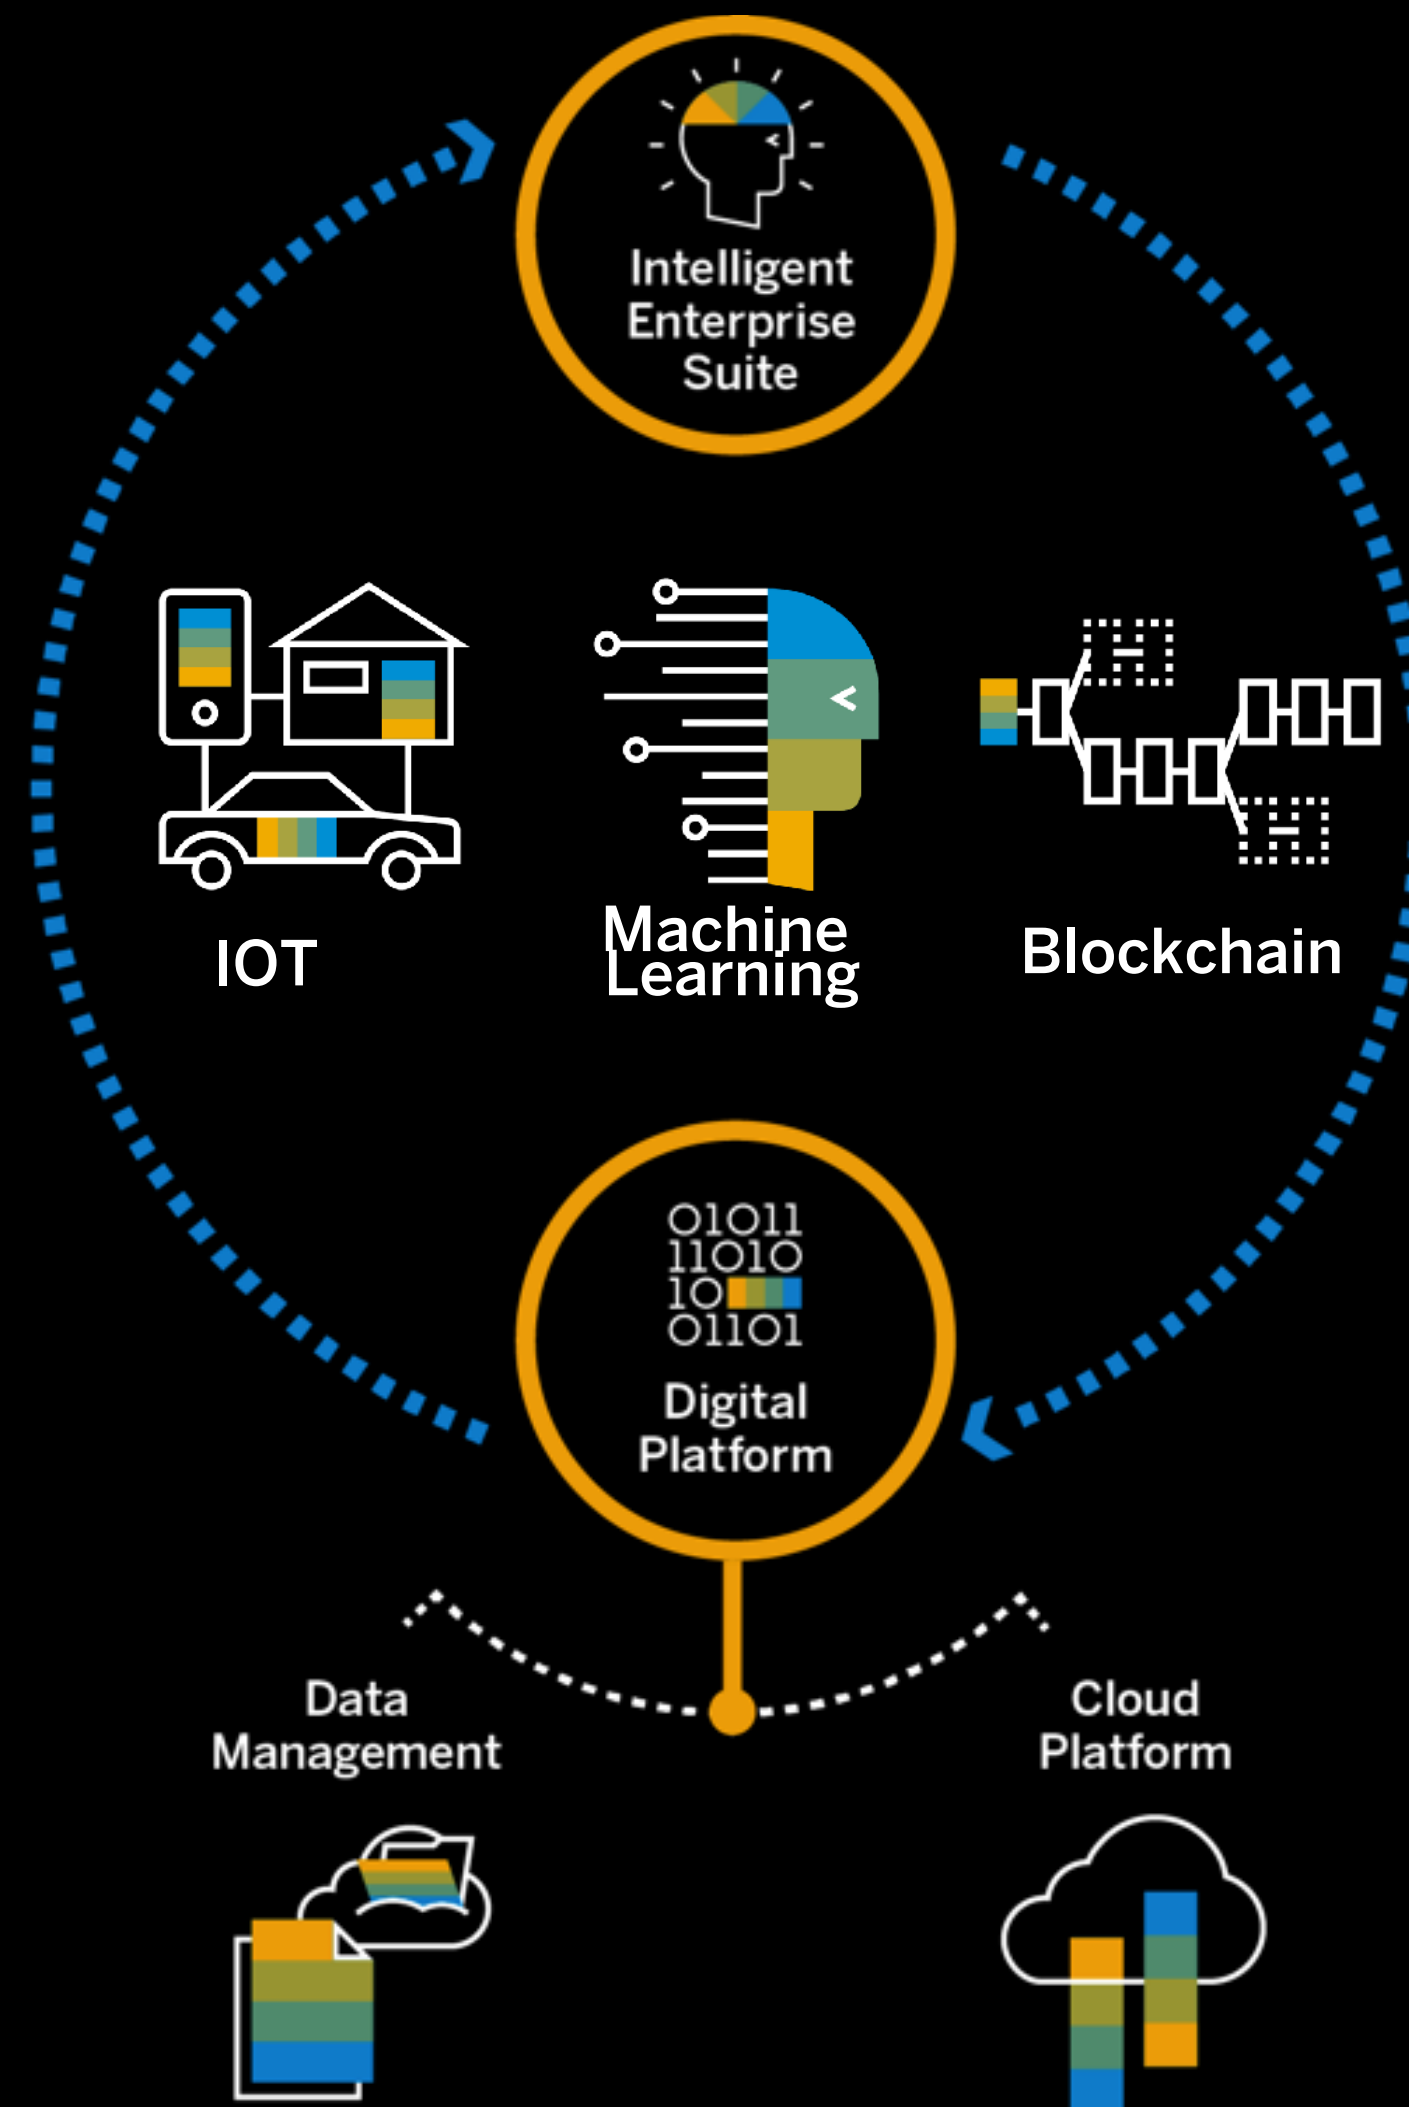 Intelligent
Enterprise
Suite
IOT
Machine
Learning
Blockchain
01011
11010
10
01101
Digital
Platform
Data
Management
Cloud
Platform